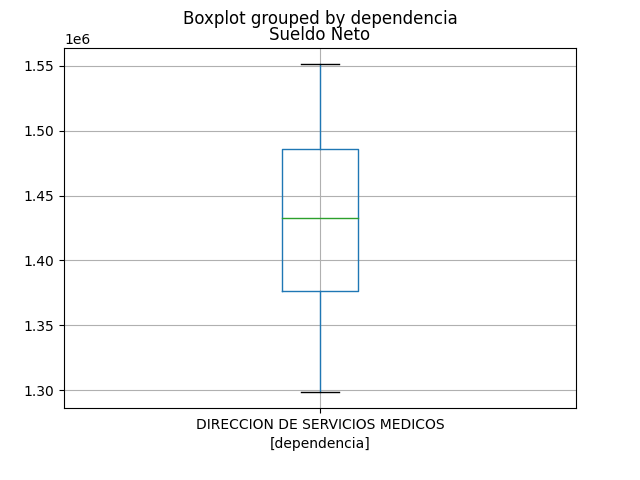 Boxplot grouped by dependencia
Sueldo Neto
1e6
1.55
1.50
1.45
1.40
1.35
1.30
DIRECCION DE SERVICIOS MEDICOS
[dependencia]